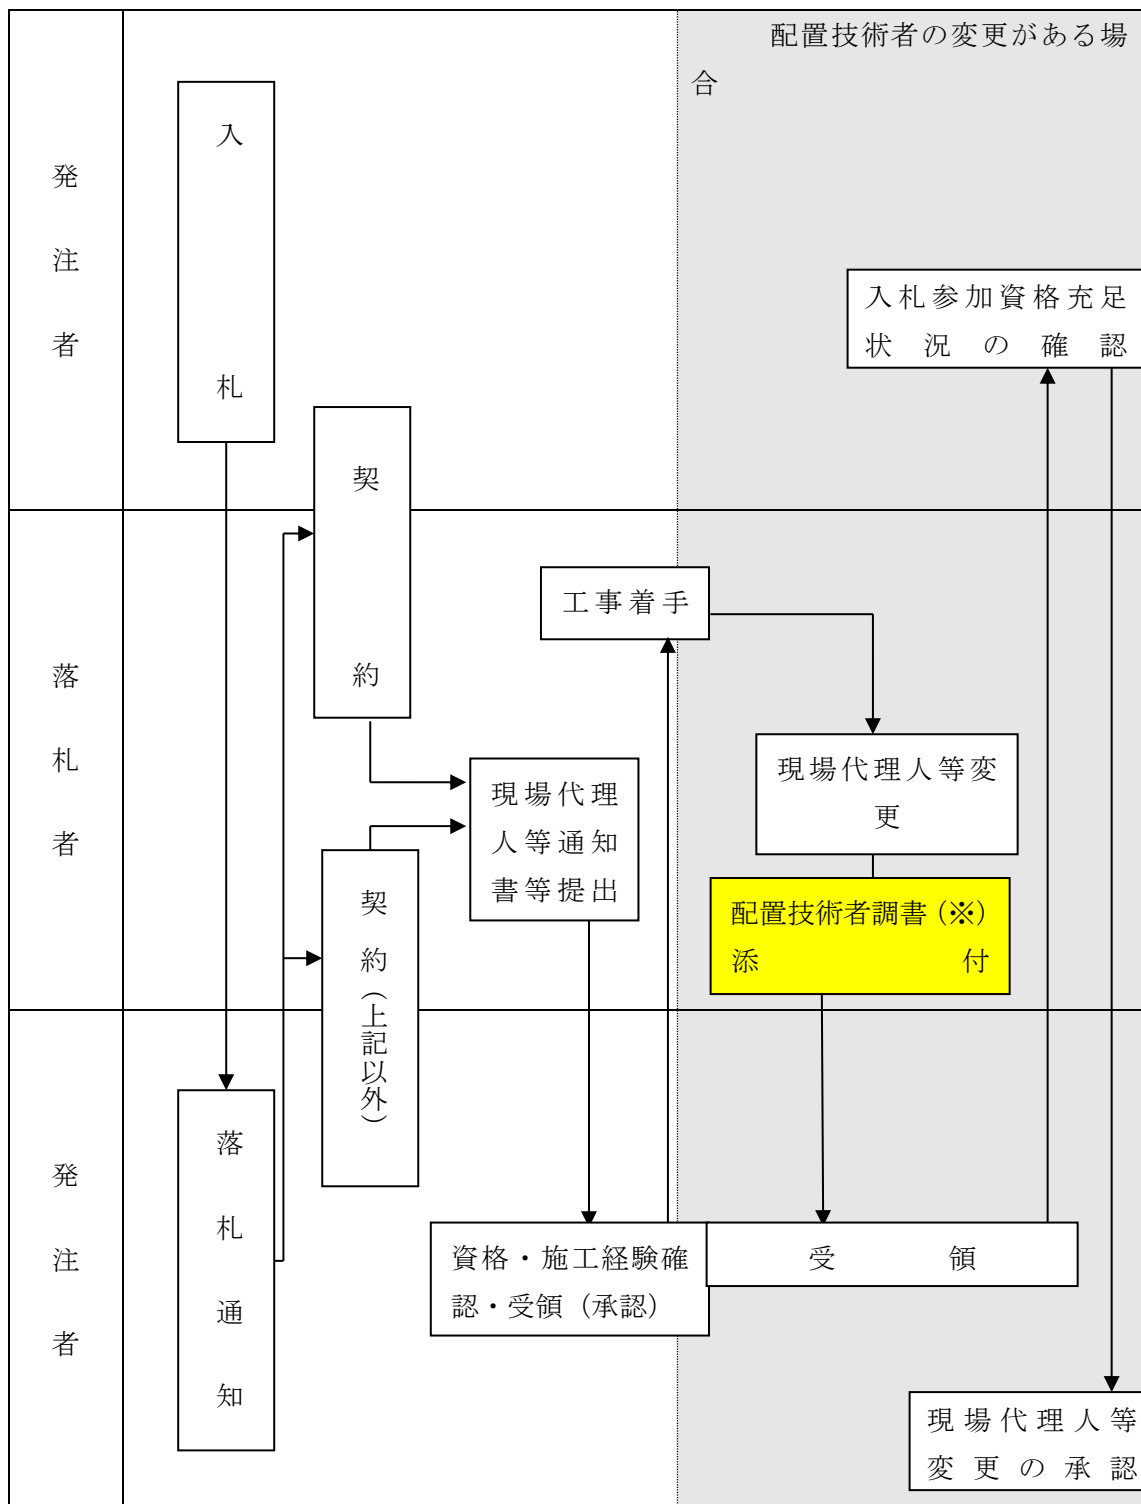 配置技術者の変更がある場
合
発注者
入札
入札参加資格充足
状況の確認
落札者
契約
工事着手
現場代理人等変
更
現場代理
人等通知
書等提出
契約（上記以外）
配置技術者調書（※）
添付
発注者
落札通知
資格・施工経験確
認・受領（承認）
受領
現場代理人等
変更の承認